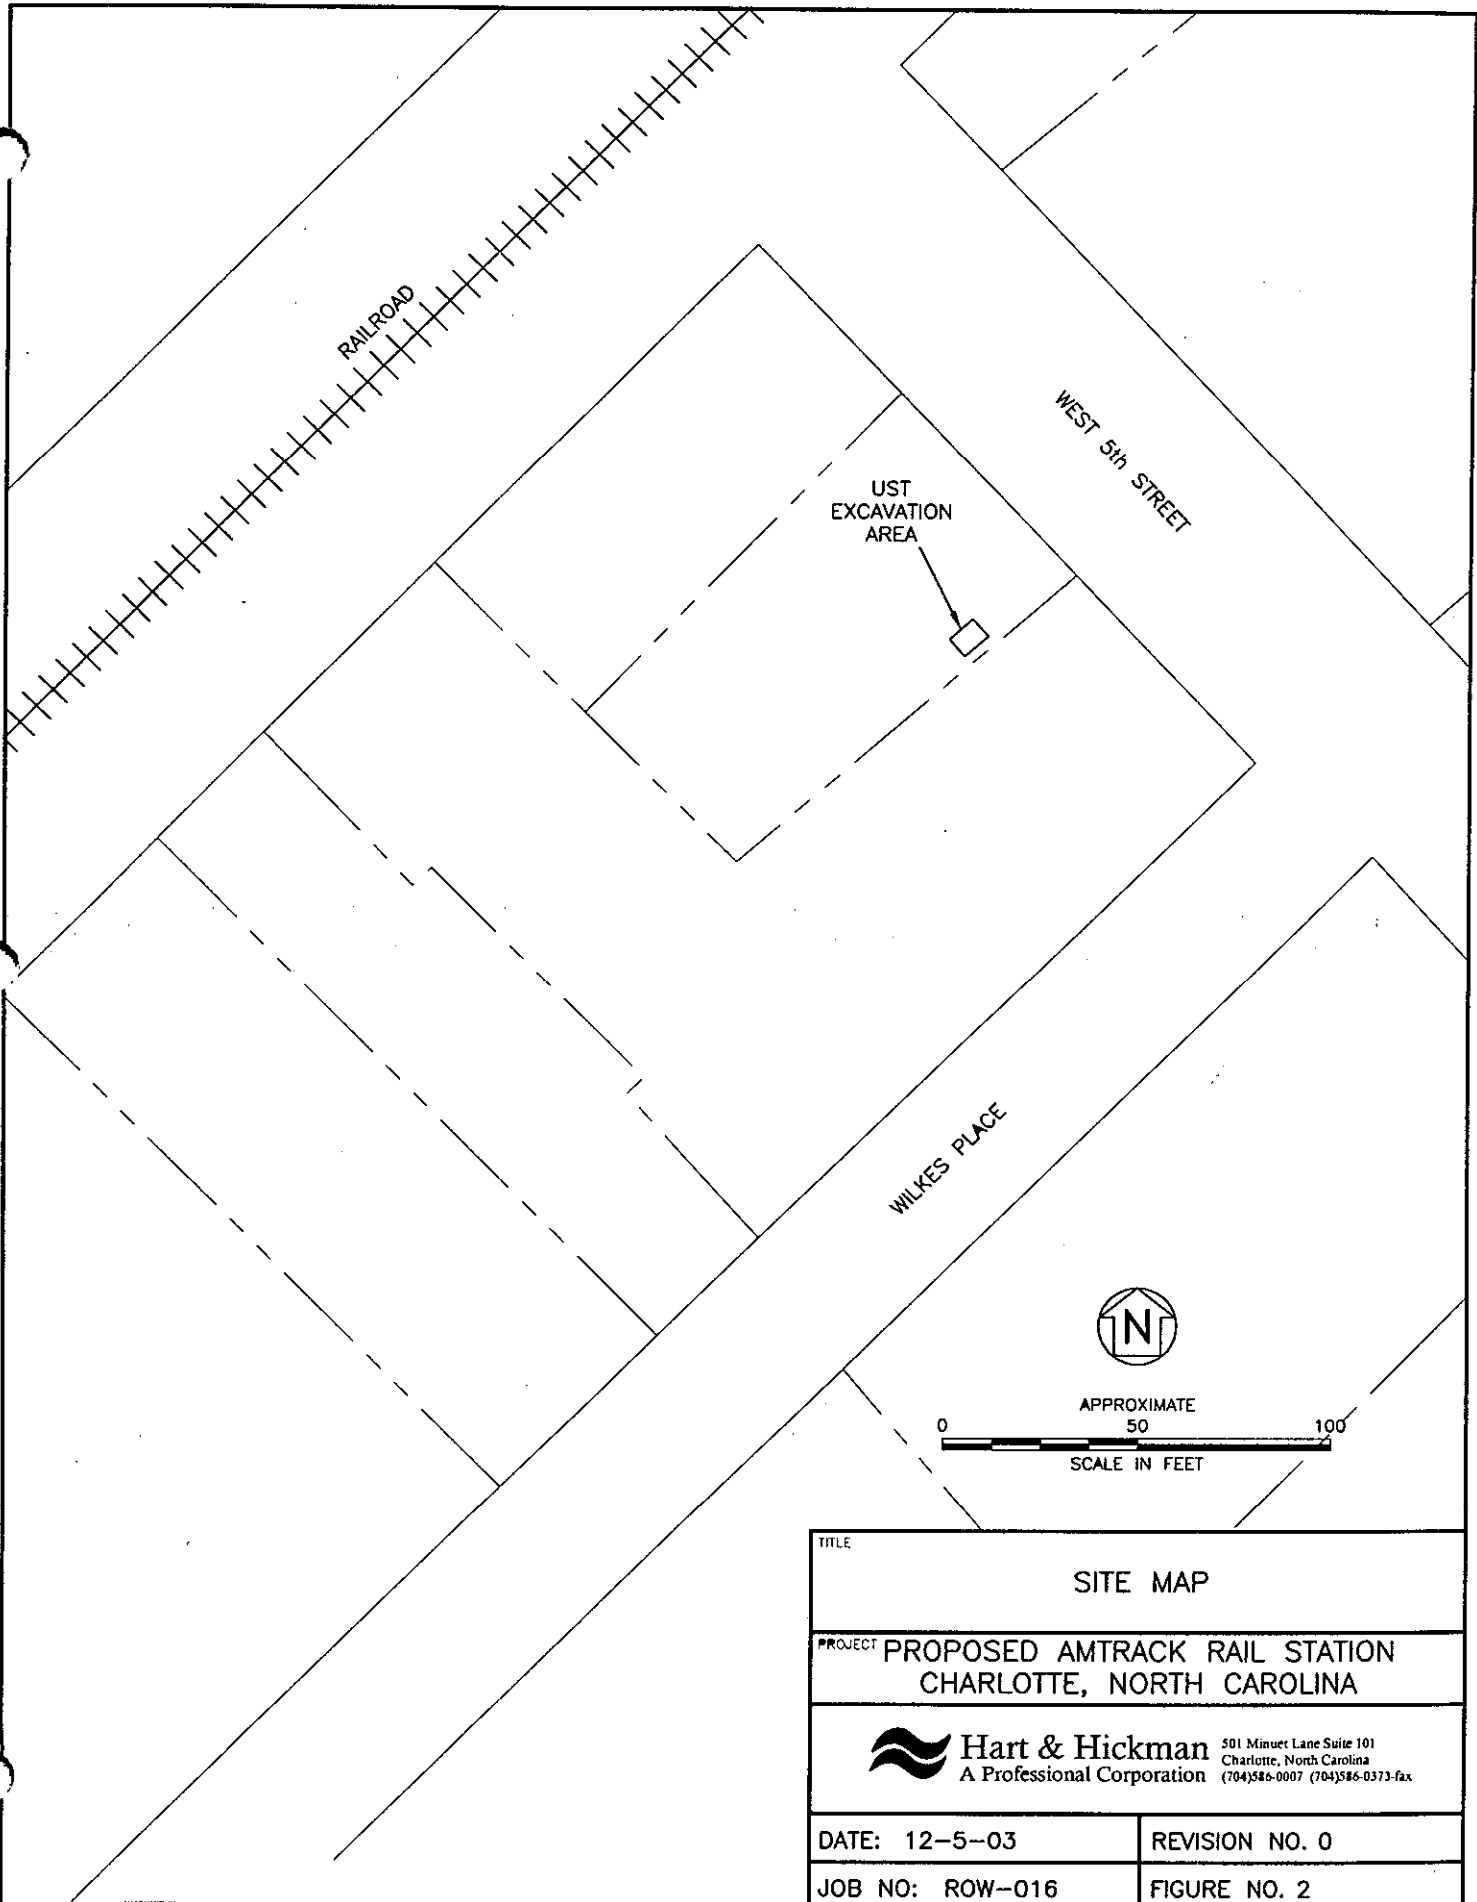 RAILROAD
WEST 5th STREET
UST
EXCAVATION
AREA
WILKES PLACE
N
APPROXIMATE
0 50 100
SCALE IN FEET
TITLE
SITE MAP
PROJECT PROPOSED AMTRACK RAIL STATION
CHARLOTTE, NORTH CAROLINA
Hart & Hickman
A Professional Corporation
501 Minuet Lane Suite 101
Charlotte, North Carolina
(704)586-0007 (704)586-0373-fax
DATE: 12-5-03
REVISION NO. 0
JOB NO: ROW-016
FIGURE NO. 2